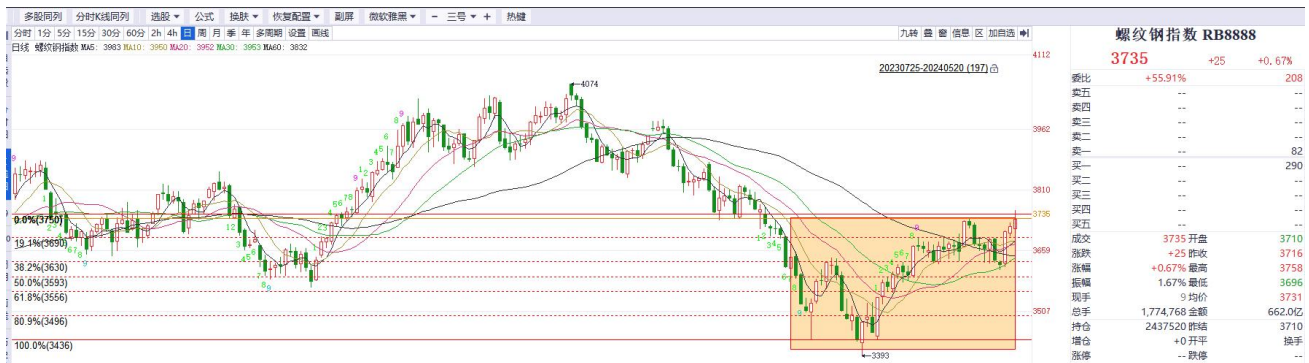 多股同列 分时K线同列 选股 公式 换肤 恢复配置 副屏 微软雅黑 － 三号 ＋ 热键
分时 1分 5分 15分 30分 60分 2h 4h 日 周 月 季 年 多周期 设置 画线 九转 叠 窗 信息 区 加自选
日线 螺纹钢指数 MA5: 3983 MA10: 3950 MA20: 3952 MA30: 3953 MA60: 3832
20230725-20240520 (197)
4112
4074
3962
3810
3735
3659
3507
3393
0.0%(3750)
19.1%(3690)
38.2%(3630)
50.0%(3593)
61.8%(3556)
80.9%(3496)
100.0%(3436)
螺纹钢指数 RB8888
3735 +25 +0.67%
委比 +55.91% 208
卖五 -- --
卖四 -- --
卖三 -- --
卖二 -- --
卖一 -- 82
买一 -- 290
买二 -- --
买三 -- --
买四 -- --
买五 -- --
成交 3735 开盘 3710
涨跌 +25 昨收 3716
涨幅 +0.67% 最高 3758
振幅 1.67% 最低 3696
现手 9 均价 3731
总手 1,774,768 金额 662.0亿
持仓 2437520 昨结 3710
增仓 +0 开平 换手
涨停 -- 跌停 --